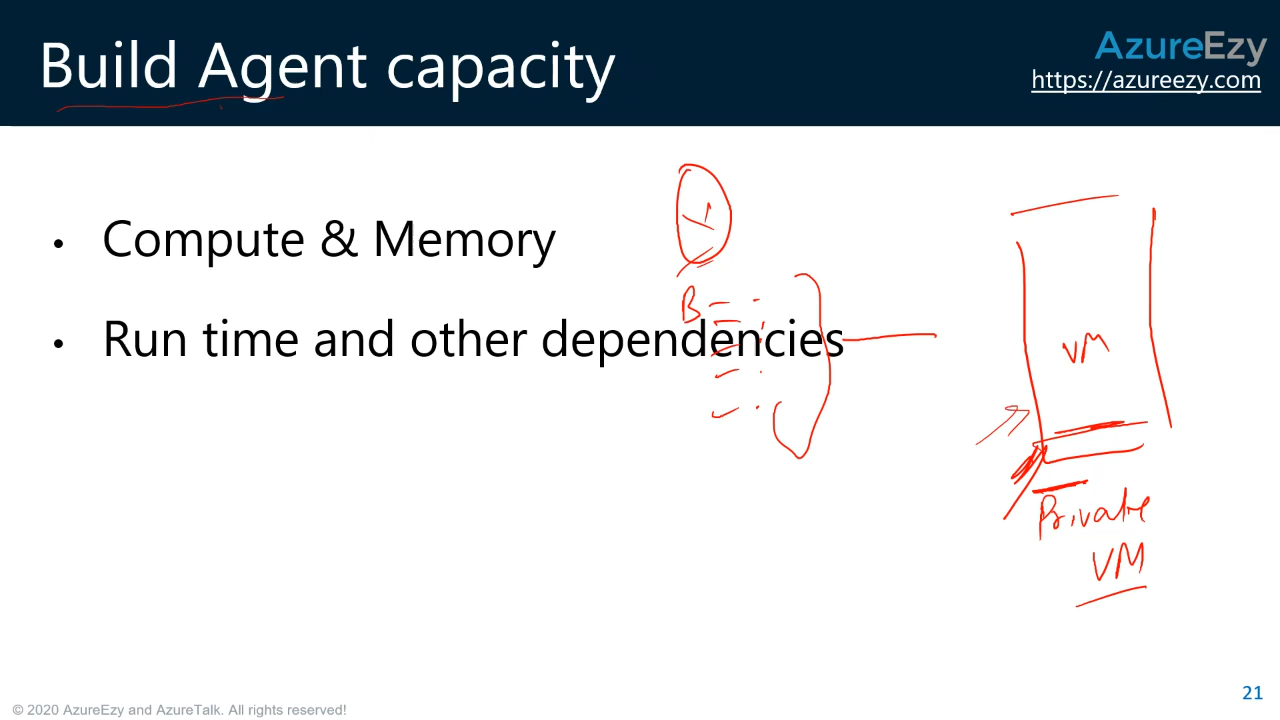 Build Agent capacity
AzureEzy
https://azureezy.com
• Compute & Memory
B
• Run time and other dependencies
VM
Private
VM
21
© 2020 AzureEzy and AzureTalk. All rights reserved!